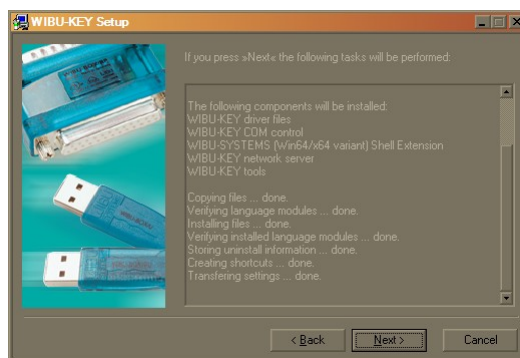 WIBU-KEY Setup
If you press »Next« the following tasks will be performed:
The following components will be installed:
WIBU-KEY driver files
WIBU-KEY COM control
WIBU-SYSTEMS (Win64/x64 variant) Shell Extension
WIBU-KEY network server
WIBU-KEY tools
Copying files ... done.
Verifying language modules ... done.
Installing files ... done.
Verifying installed language modules ... done.
Storing uninstall information ... done.
Creating shortcuts ... done.
Transfering settings ... done.
< Back
Next >
Cancel